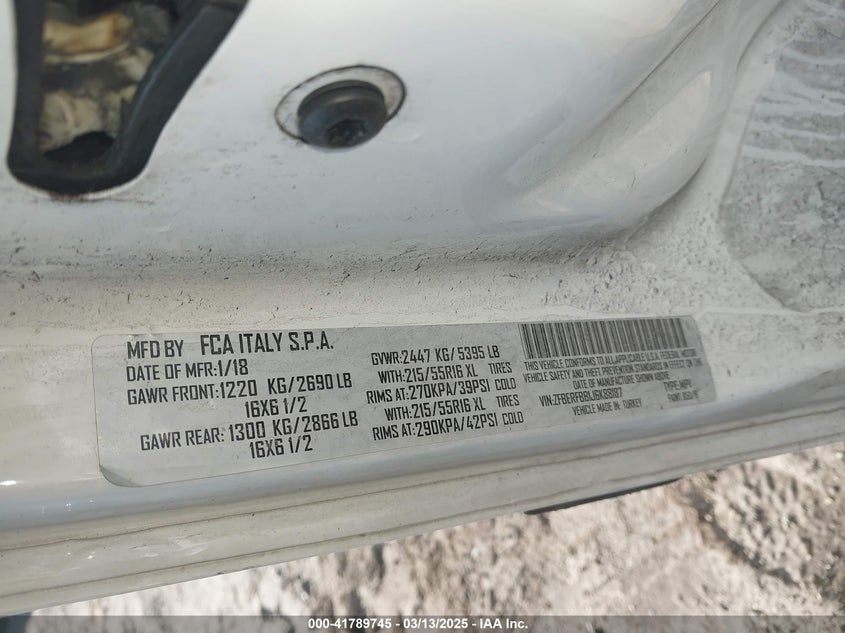 MFD BY FCA ITALY S.P.A.
DATE OF MFR: 1/18
GAWR FRONT: 1220 KG/2690 LB
16X6 1/2
GAWR REAR: 1300 KG/2866 LB
16X6 1/2
GVWR: 2447 KG/5395 LB
WITH: 215/55R16 XL TIRES
RIMS AT: 270KPA/39PSI COLD
WITH: 215/55R16 XL TIRES
RIMS AT: 290KPA/42PSI COLD
THIS VEHICLE CONFORMS TO ALL APPLICABLE U.S.A. FEDERAL MOTOR
VEHICLE SAFETY AND THEFT PREVENTION STANDARDS IN EFFECT ON THE
DATE OF MANUFACTURE SHOWN ABOVE.
TYPE: MPV
MADE IN: TURKEY
000-41789745 — 03/13/2025 — IAA Inc.